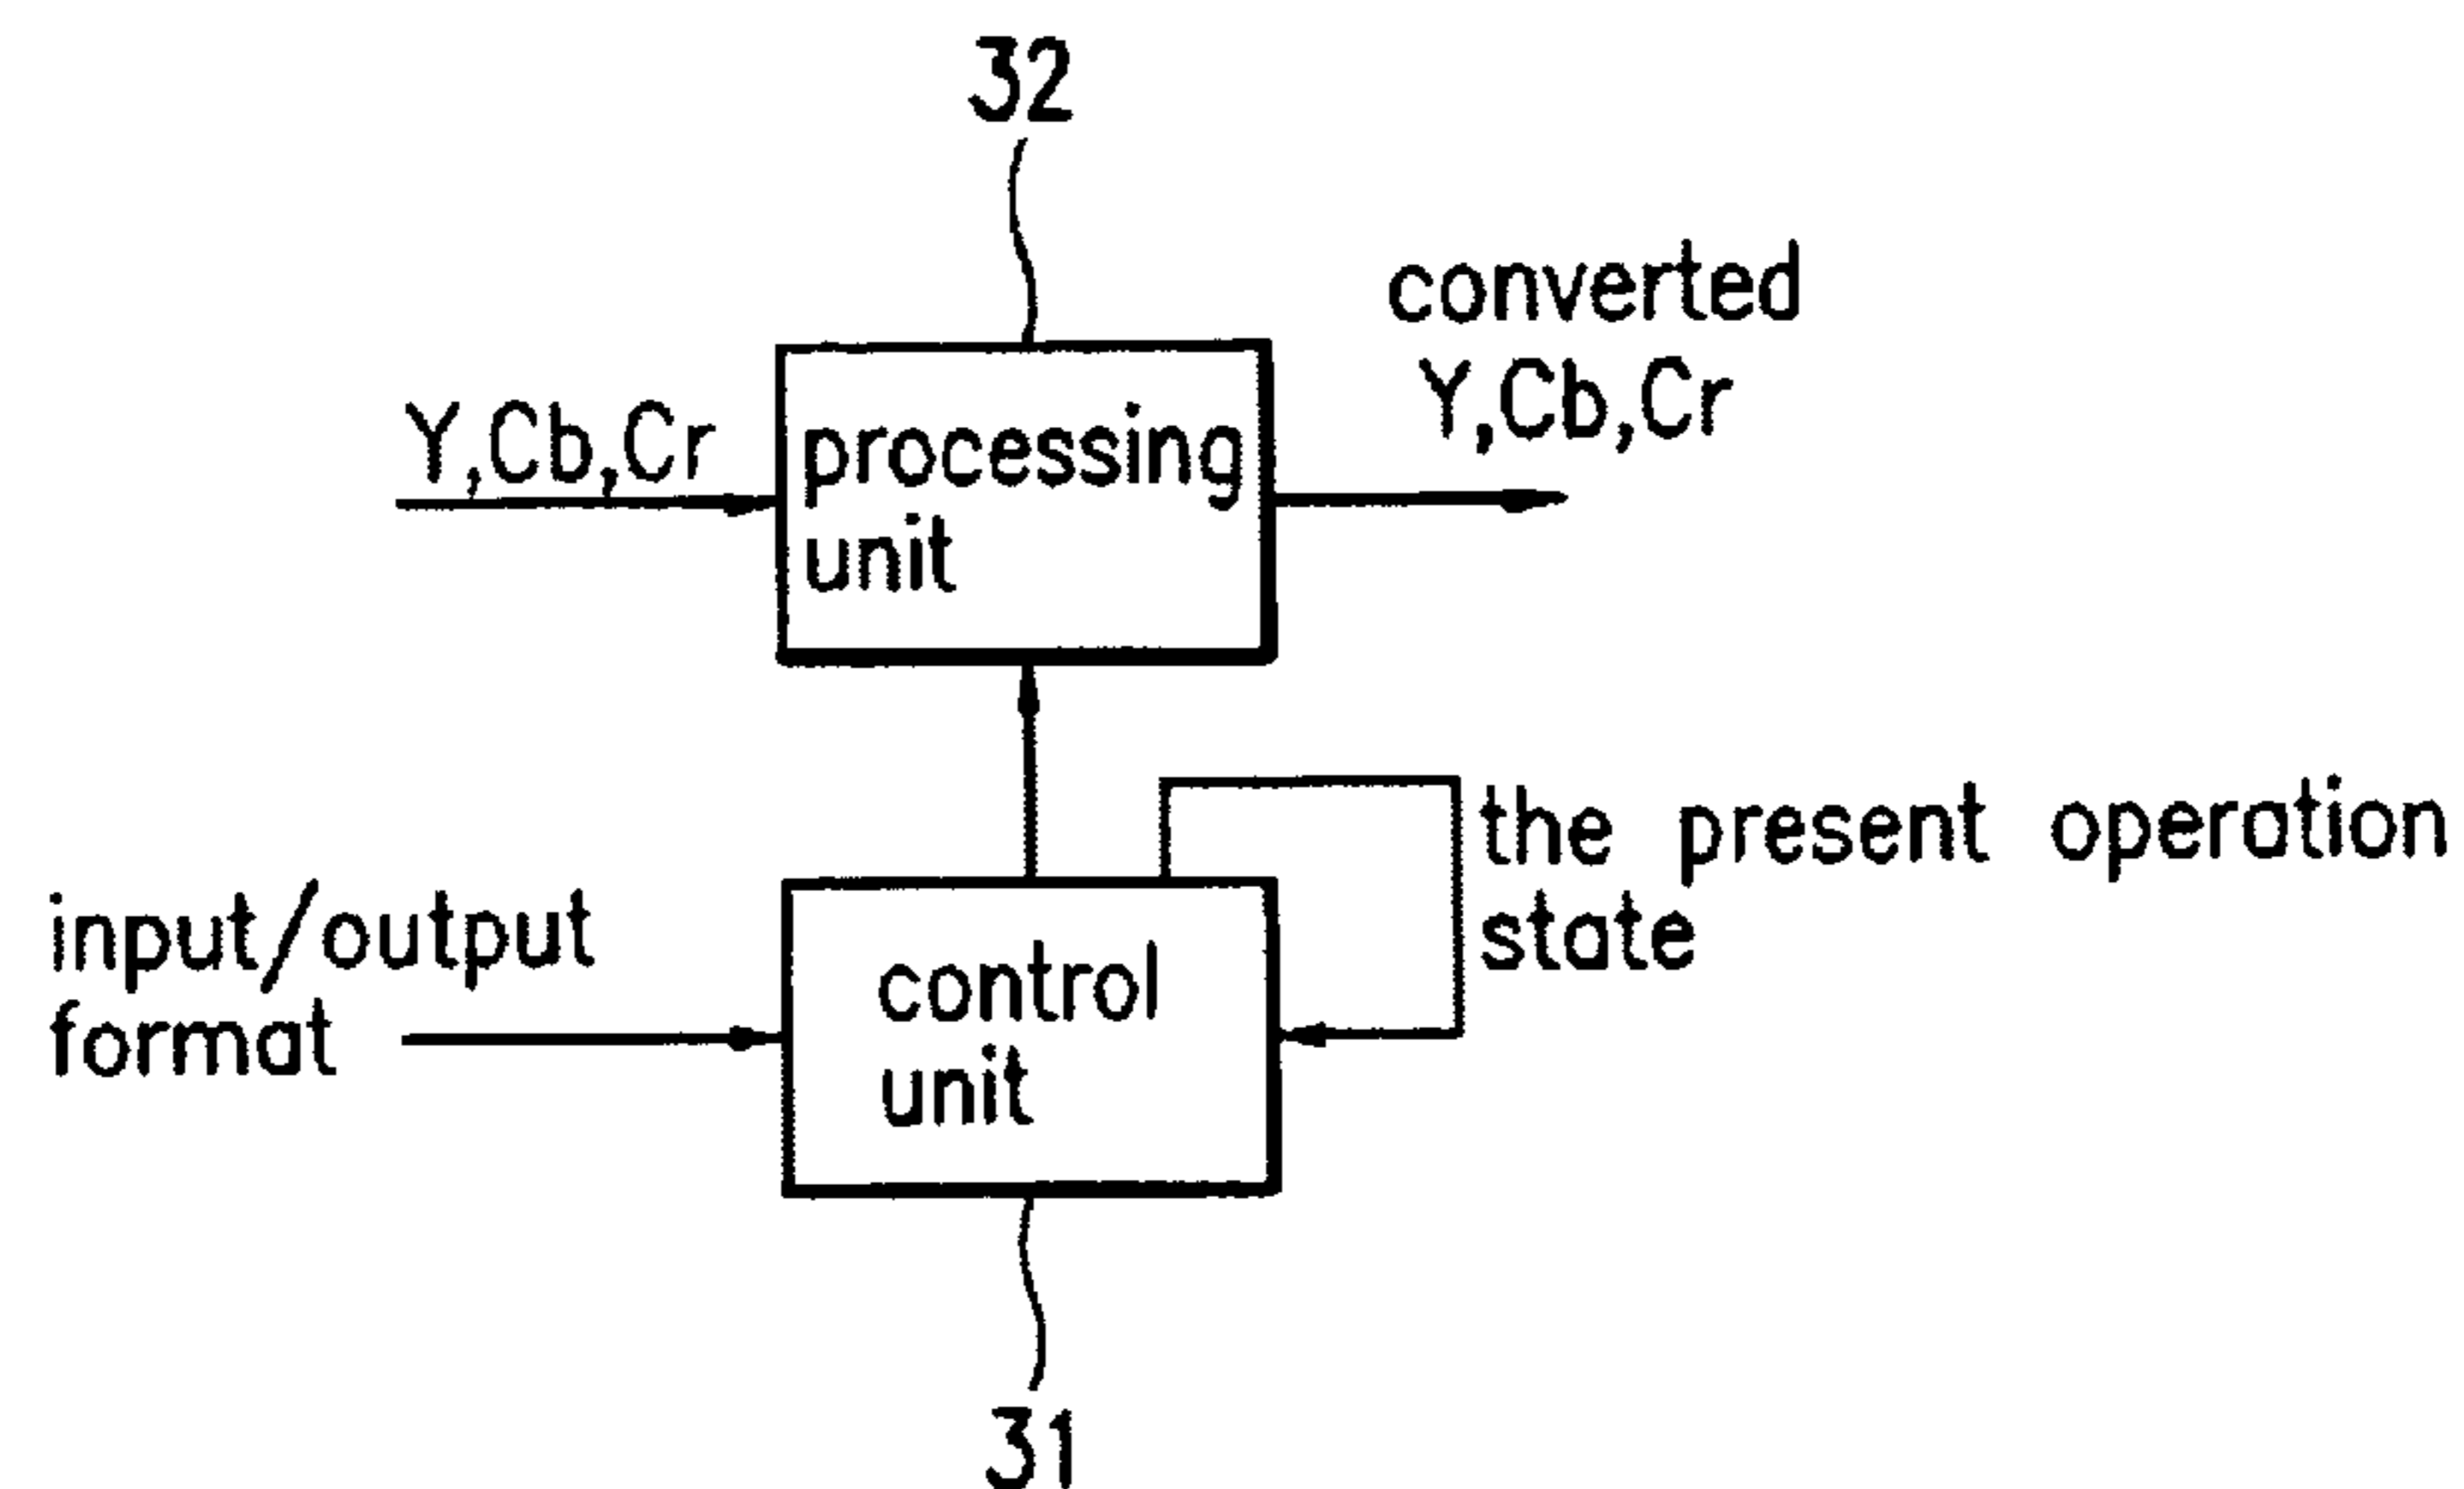 32
converted
Y,Cb,Cr
Y,Cb,Cr
processing
unit
the present operation
state
input/output
format
control
unit
31